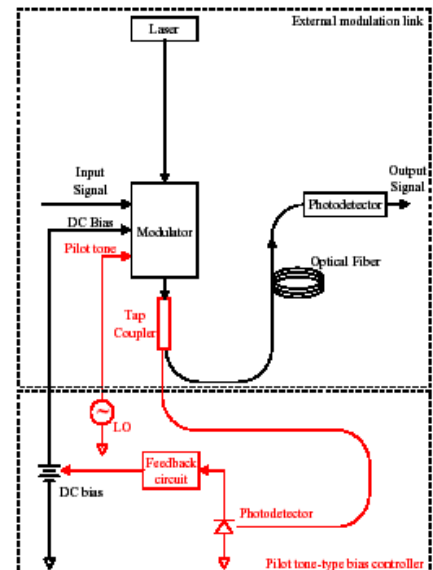 External modulation link
Laser
Input
Signal
DC Bias
Pilot tone
Modulator
Output
Signal
Photodetector
Optical Fiber
Tap
Coupler
LO
DC bias
Feedback
circuit
Photodetector
Pilot tone-type bias controller